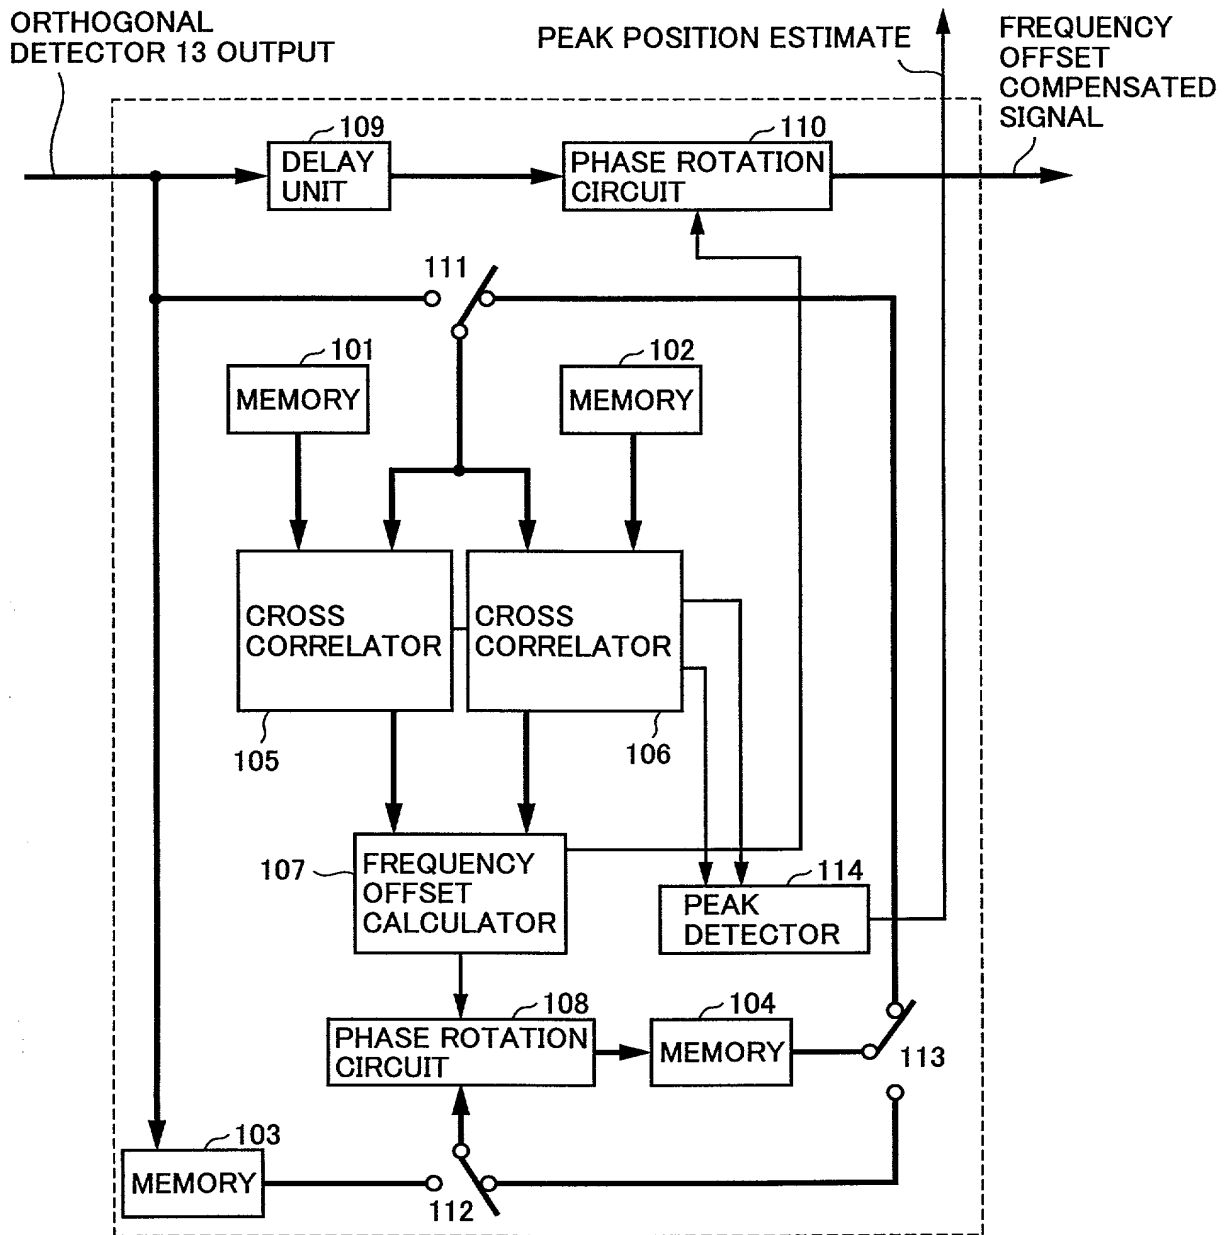 ORTHOGONAL
DETECTOR 13 OUTPUT
PEAK POSITION ESTIMATE
FREQUENCY
OFFSET
COMPENSATED
SIGNAL
109
DELAY
UNIT
110
PHASE ROTATION
CIRCUIT
111
101
MEMORY
102
MEMORY
CROSS
CORRELATOR
CROSS
CORRELATOR
105
106
107
FREQUENCY
OFFSET
CALCULATOR
114
PEAK
DETECTOR
108
PHASE ROTATION
CIRCUIT
104
MEMORY
113
103
MEMORY
112